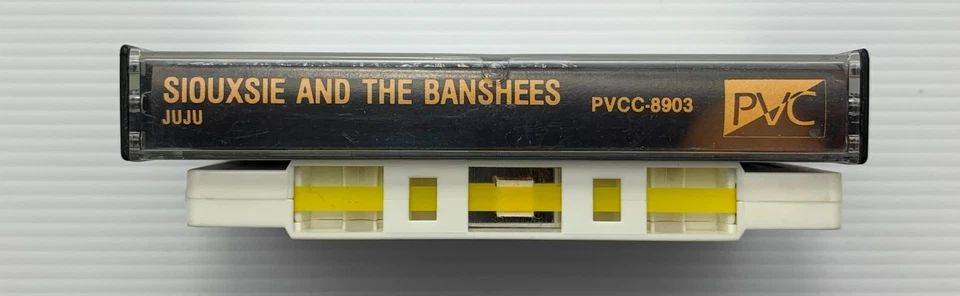 SIOUXSIE AND THE BANSHEES
JUJU
PVCC-8903
PVC